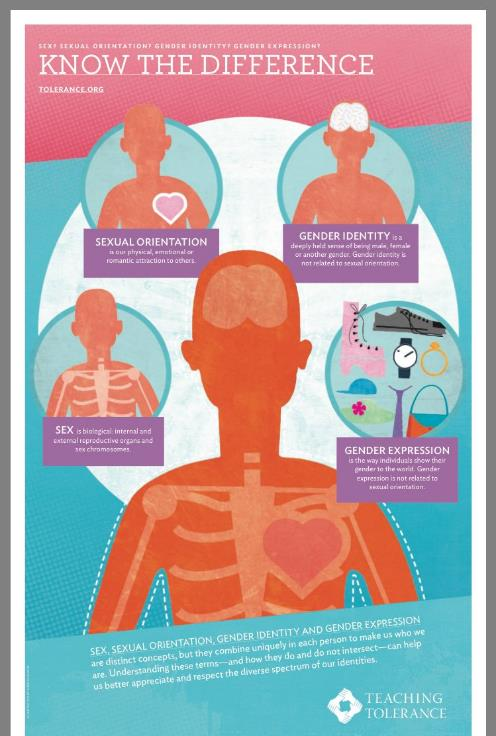 SEX? SEXUAL ORIENTATION? GENDER IDENTITY? GENDER EXPRESSION?
KNOW THE DIFFERENCE
TOLERANCE.ORG
SEXUAL ORIENTATION
is our physical, emotional or
romantic attraction to others.
GENDER IDENTITY is a
deeply held sense of being male, female
or another gender. Gender identity is
not related to sexual orientation.
SEX is biological: internal and
external reproductive organs and
sex chromosomes.
GENDER EXPRESSION
is the way individuals show their
gender to the world. Gender
expression is not related to
sexual orientation.
SEX, SEXUAL ORIENTATION, GENDER IDENTITY AND GENDER EXPRESSION
are distinct concepts, but they combine uniquely in each person to make us who we
are. Understanding these terms—and how they do and do not intersect—can help
us better appreciate and respect the diverse spectrum of our identities.
TEACHING
TOLERANCE